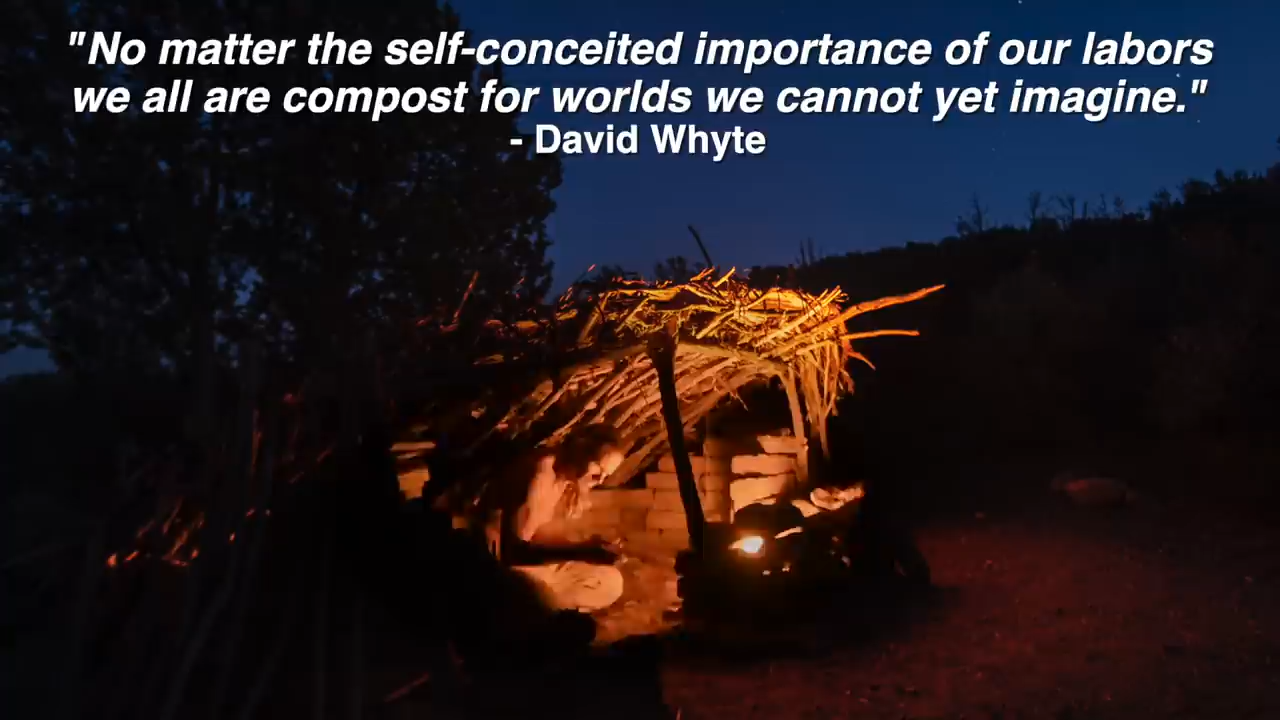 "No matter the self-conceited importance of our labors
we all are compost for worlds we cannot yet imagine."
- David Whyte